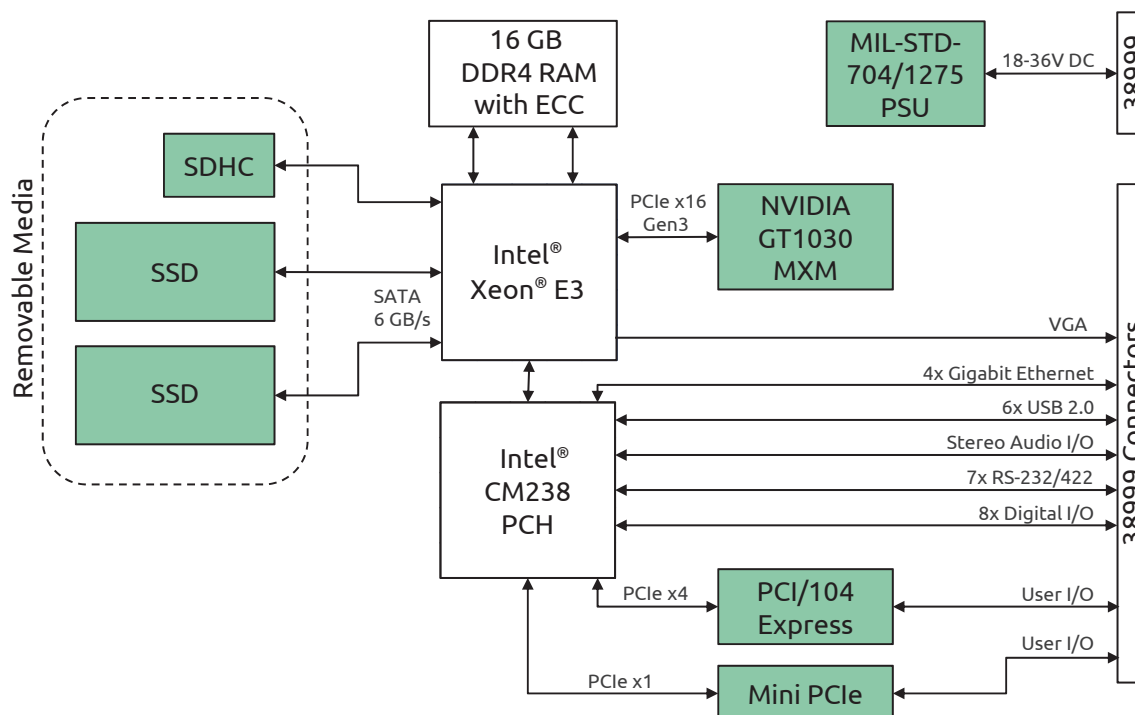 16 GB
DDR4 RAM
with ECC
MIL-STD-
704/1275
PSU
18-36V DC
38999
Removable Media
SDHC
SSD
SSD
SATA
6 GB/s
Intel®
Xeon® E3
PCIe x16
Gen3
NVIDIA
GT1030
MXM
VGA
4x Gigabit Ethernet
6x USB 2.0
Stereo Audio I/O
7x RS-232/422
8x Digital I/O
38999 Connectors
Intel®
CM238
PCH
PCIe x4
PCI/104
Express
User I/O
User I/O
PCIe x1
Mini PCIe